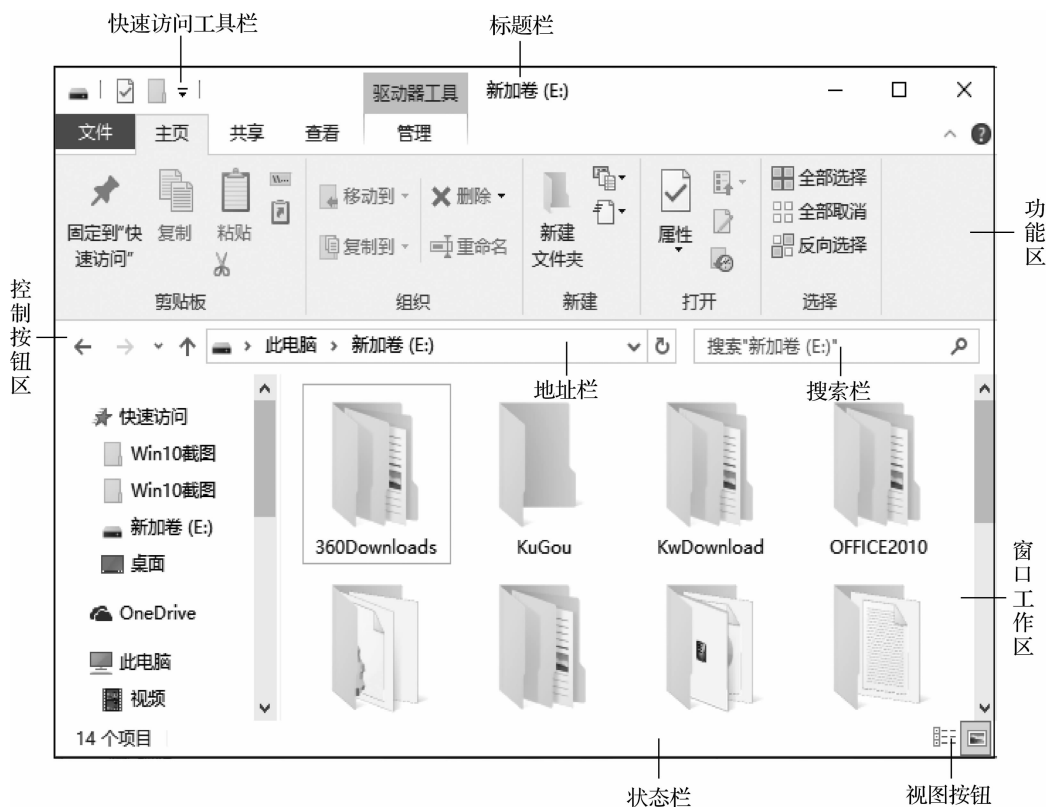 快速访问工具栏
标题栏
驱动器工具
新加卷 (E:)
文件
主页
共享
查看
管理
固定到"快
速访问"
复制
粘贴
剪贴板
移动到
复制到
删除
重命名
组织
新建
文件夹
新建
属性
打开
全部选择
全部取消
反向选择
选择
功能区
控制按钮区
此电脑
新加卷 (E:)
搜索"新加卷 (E:)"
地址栏
搜索栏
快速访问
Win10截图
Win10截图
新加卷 (E:)
桌面
OneDrive
此电脑
视频
360Downloads
KuGou
KwDownload
OFFICE2010
窗口工作区
14 个项目
状态栏
视图按钮